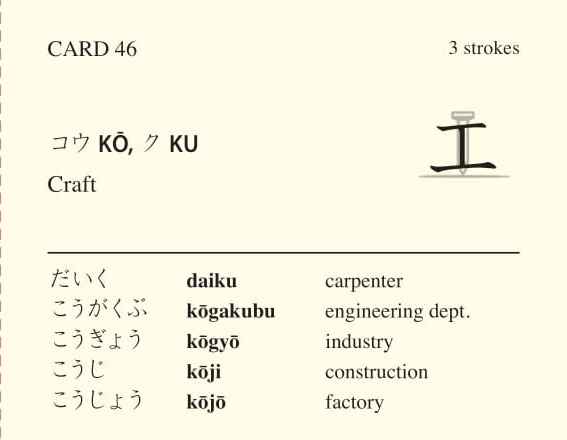 CARD 46 3 strokes
コウ KŌ, ク KU
Craft
工
だいく daiku carpenter
こうがくぶ kōgakubu engineering dept.
こうぎょう kōgyō industry
こうじ kōji construction
こうじょう kōjō factory